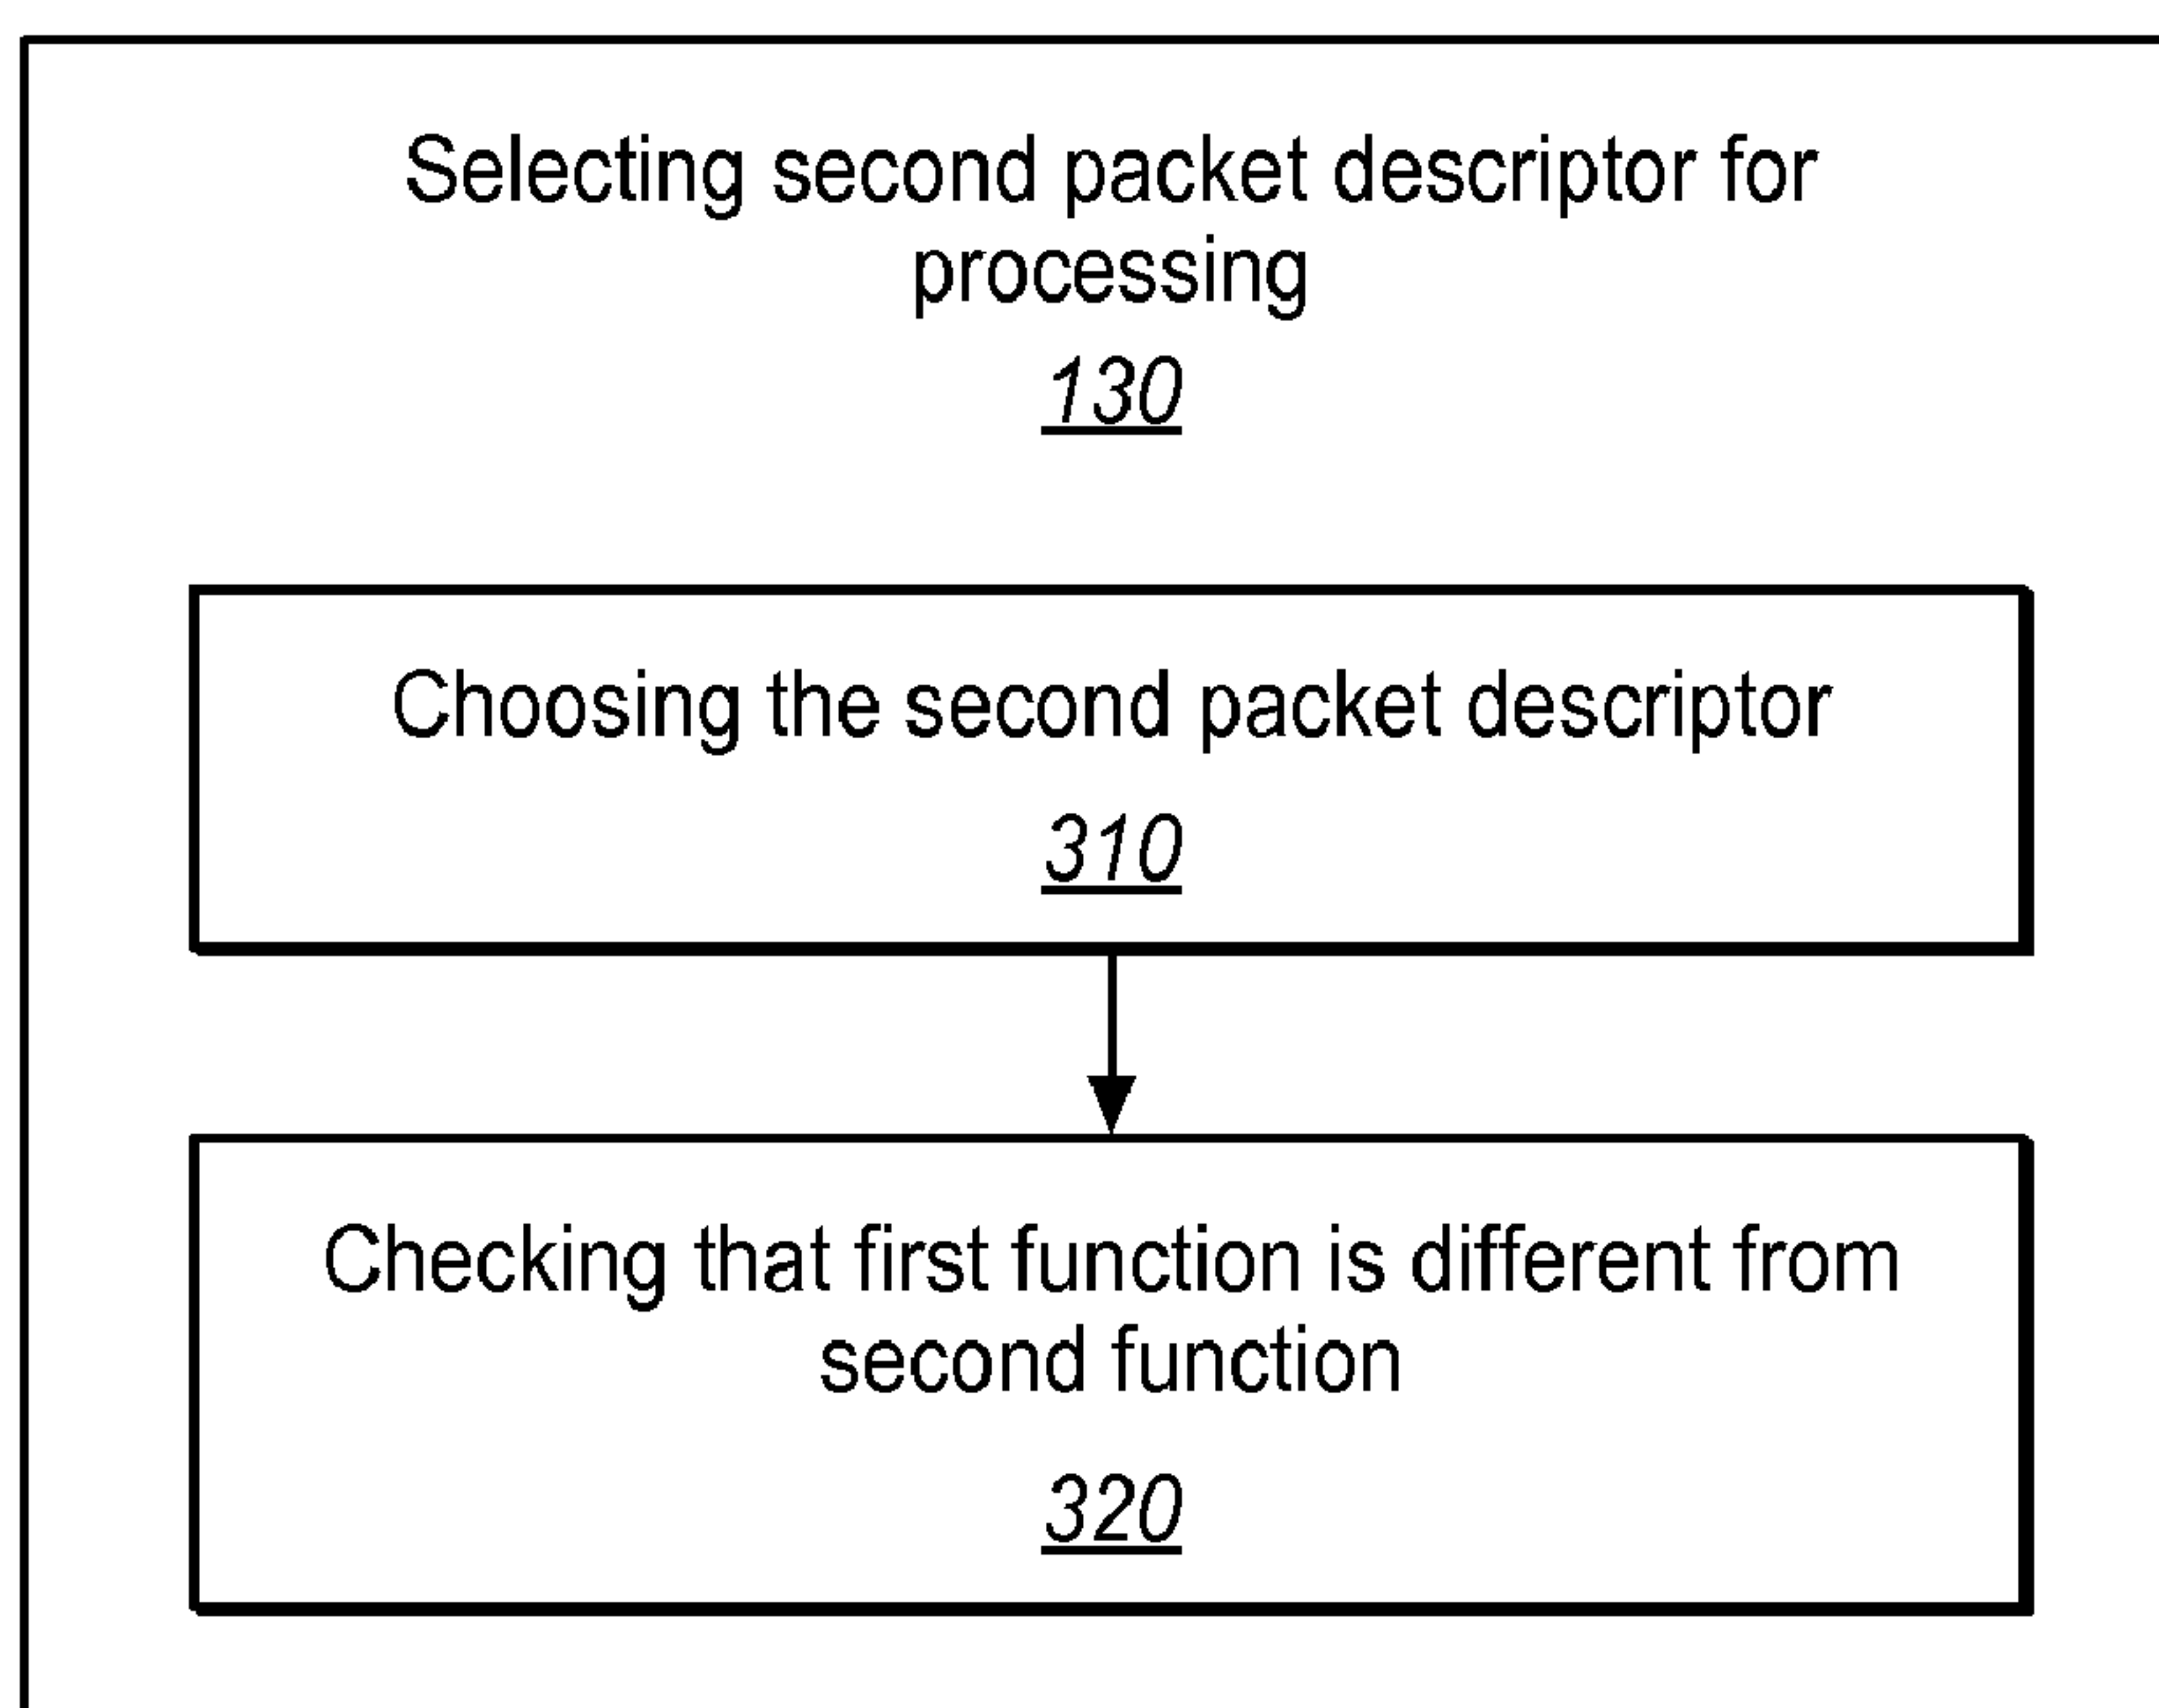 Selecting second packet descriptor for
processing
130
Choosing the second packet descriptor
310
Checking that first function is different from
second function
320